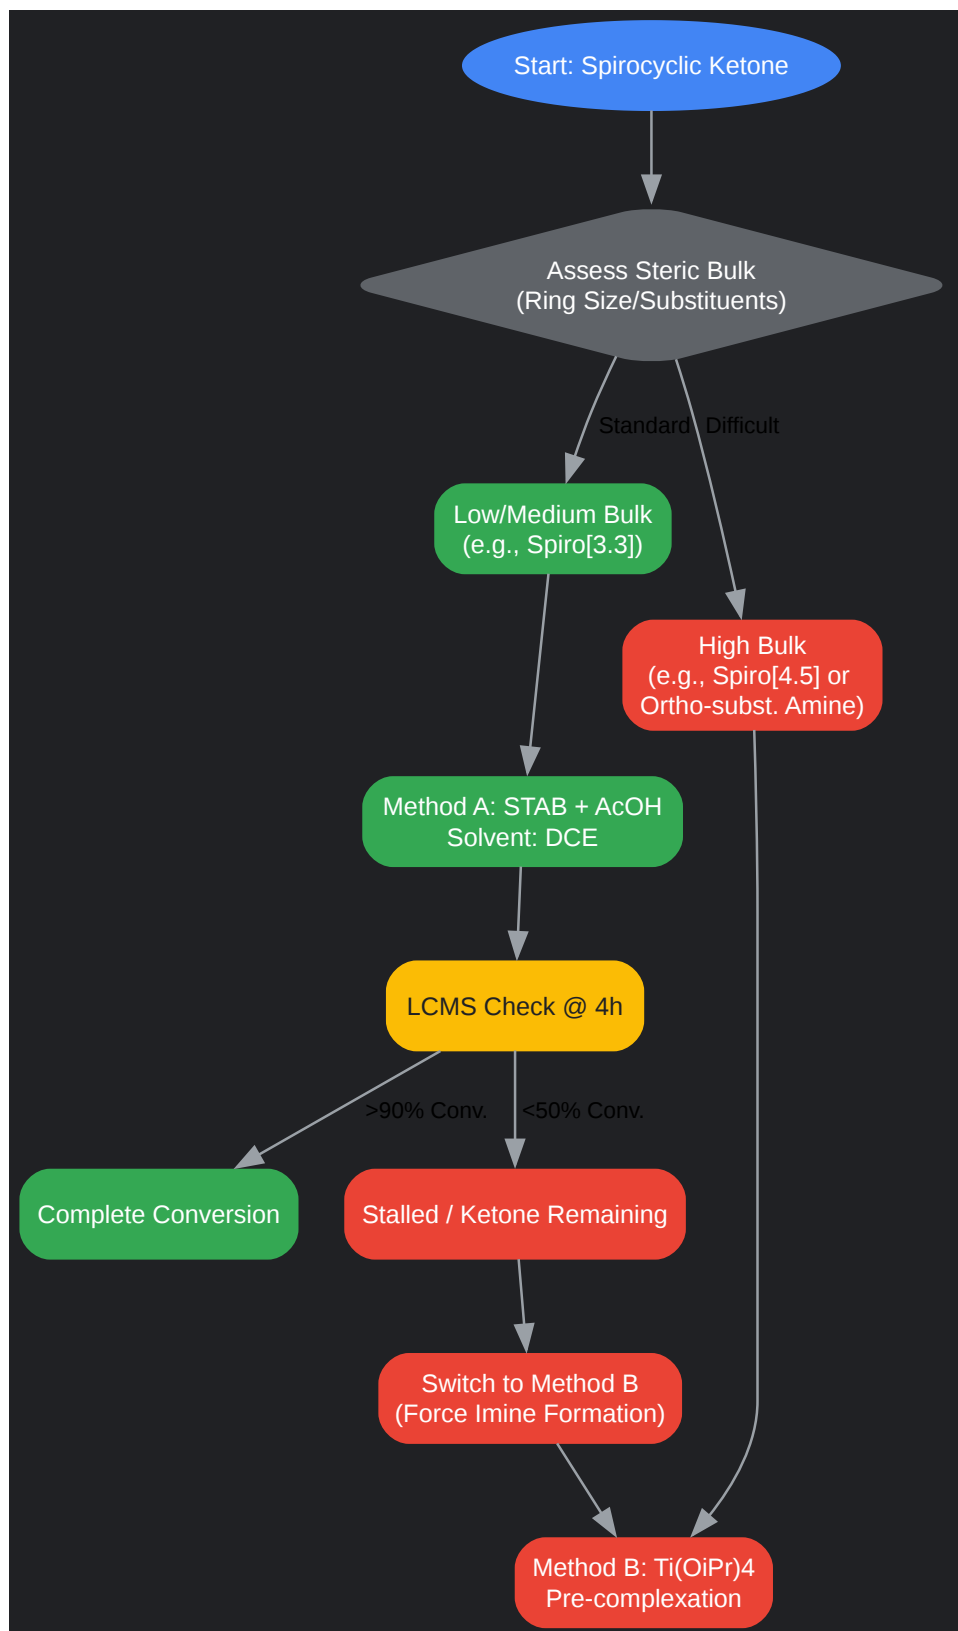 Start: Spirocyclic Ketone
Assess Steric Bulk
(Ring Size/Substituents)
Standard
Difficult
Low/Medium Bulk
(e.g., Spiro[3.3])
High Bulk
(e.g., Spiro[4.5] or
Ortho-subst. Amine)
Method A: STAB + AcOH
Solvent: DCE
LCMS Check @ 4h
>90% Conv.
<50% Conv.
Complete Conversion
Stalled / Ketone Remaining
Switch to Method B
(Force Imine Formation)
Method B: Ti(OiPr)4
Pre-complexation